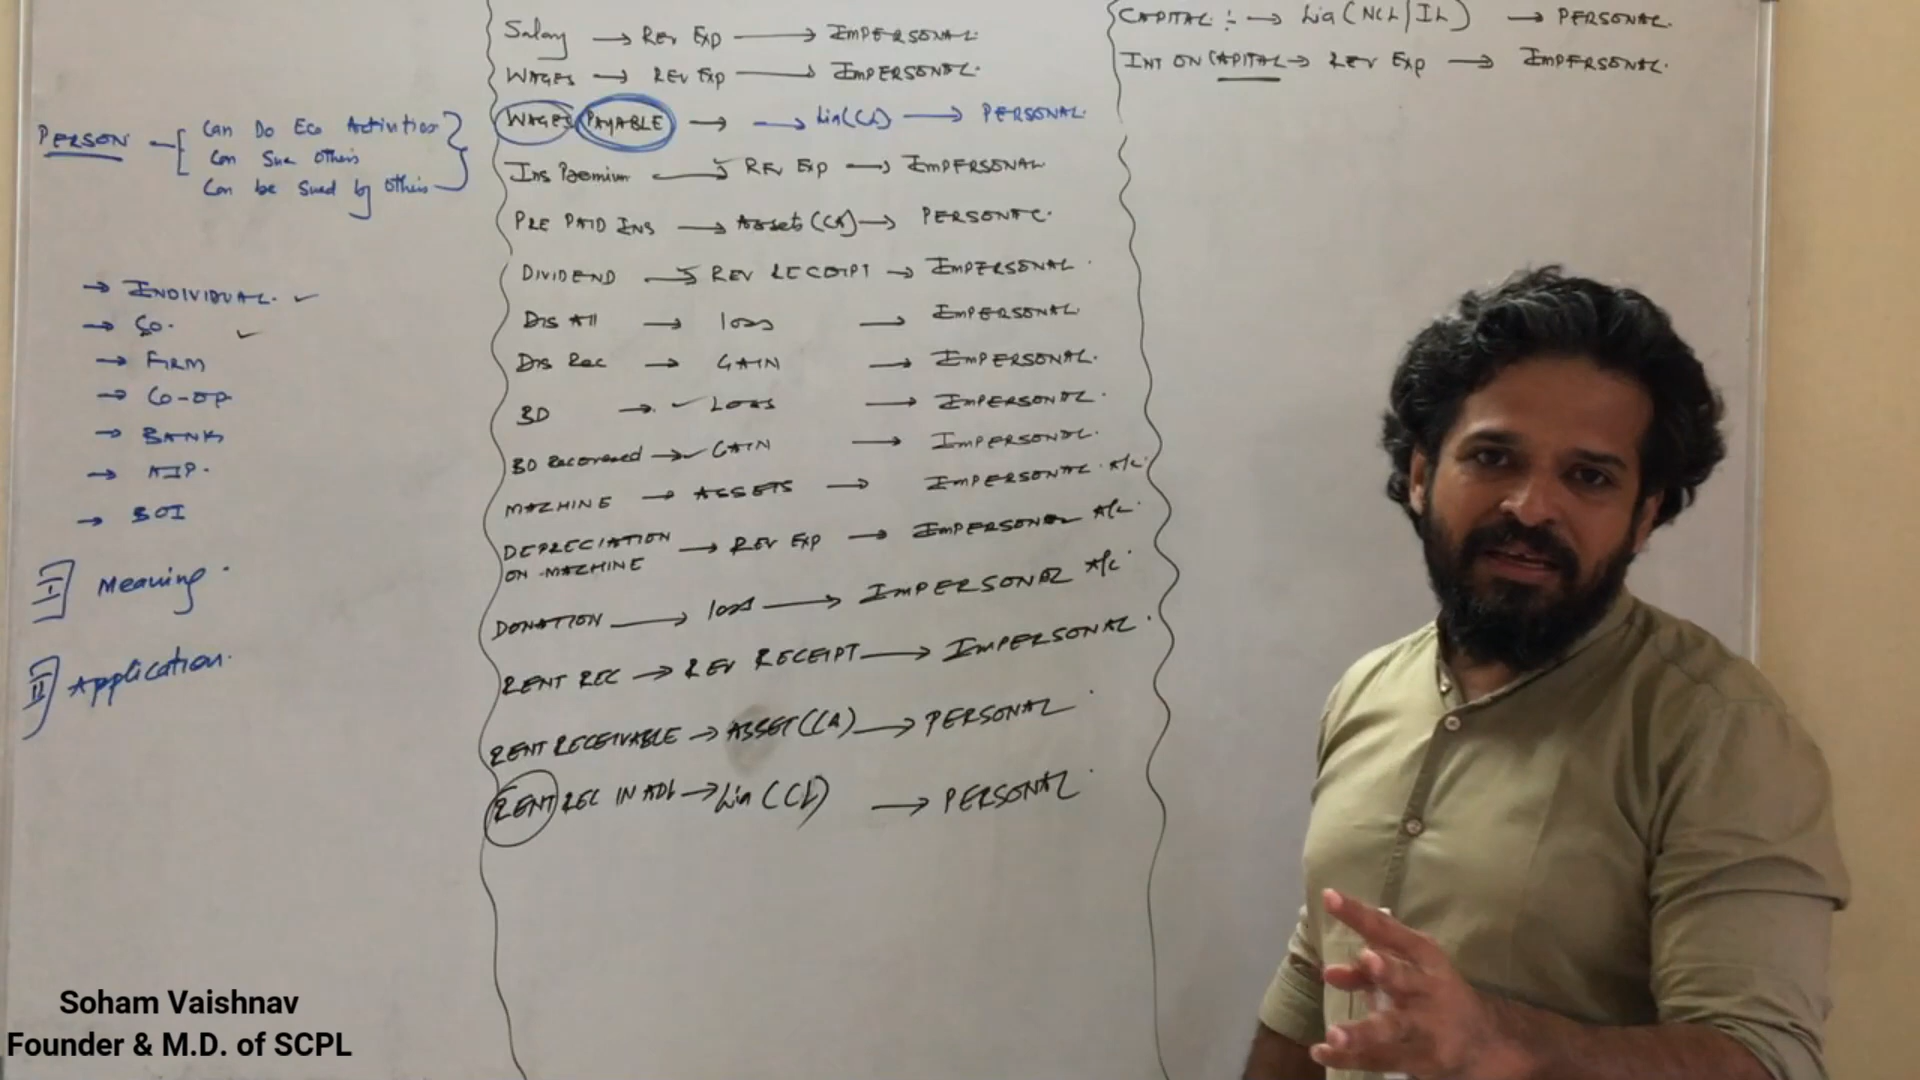 PERSON
Can Do Eco Activities
Can Sue Others
Can be Sued by Others
→ INDIVIDUAL. ✓
→ Co. ✓
→ FIRM
→ CO-OP
→ BANK
→ AJP.
→ BOI
I] Meaning.
II] Application.
Salary → Rev Exp → IMPERSONAL.
WAGES → REV Exp → IMPERSONAL.
WAGES PAYABLE → → Lia(CL) → PERSONAL.
Ins Premium → REV Exp → IMPERSONAL
PRE PAID INS → Assets (CA) → PERSONAL.
DIVIDEND → REV RECEIPT → IMPERSONAL.
Dis All → loss → IMPERSONAL.
Dis Rec → GAIN → IMPERSONAL.
BD → ✓ Loss → IMPERSONAL.
BD Recovered → ✓ GAIN → IMPERSONAL.
MACHINE → ASSETS → IMPERSONAL A/c.
DEPRECIATION ON MACHINE → REV EXP → IMPERSONAL A/c.
DONATION → loss → IMPERSONAL A/c.
RENT REC → REV RECEIPT → IMPERSONAL.
RENT RECEIVABLE → ASSET (CA) → PERSONAL.
RENT REC IN ADV → Lia (CL) → PERSONAL.
CAPITAL :- → Lia (NCL/IL) → PERSONAL.
INT ON CAPITAL → REV Exp → IMPERSONAL.
Soham Vaishnav
Founder & M.D. of SCPL